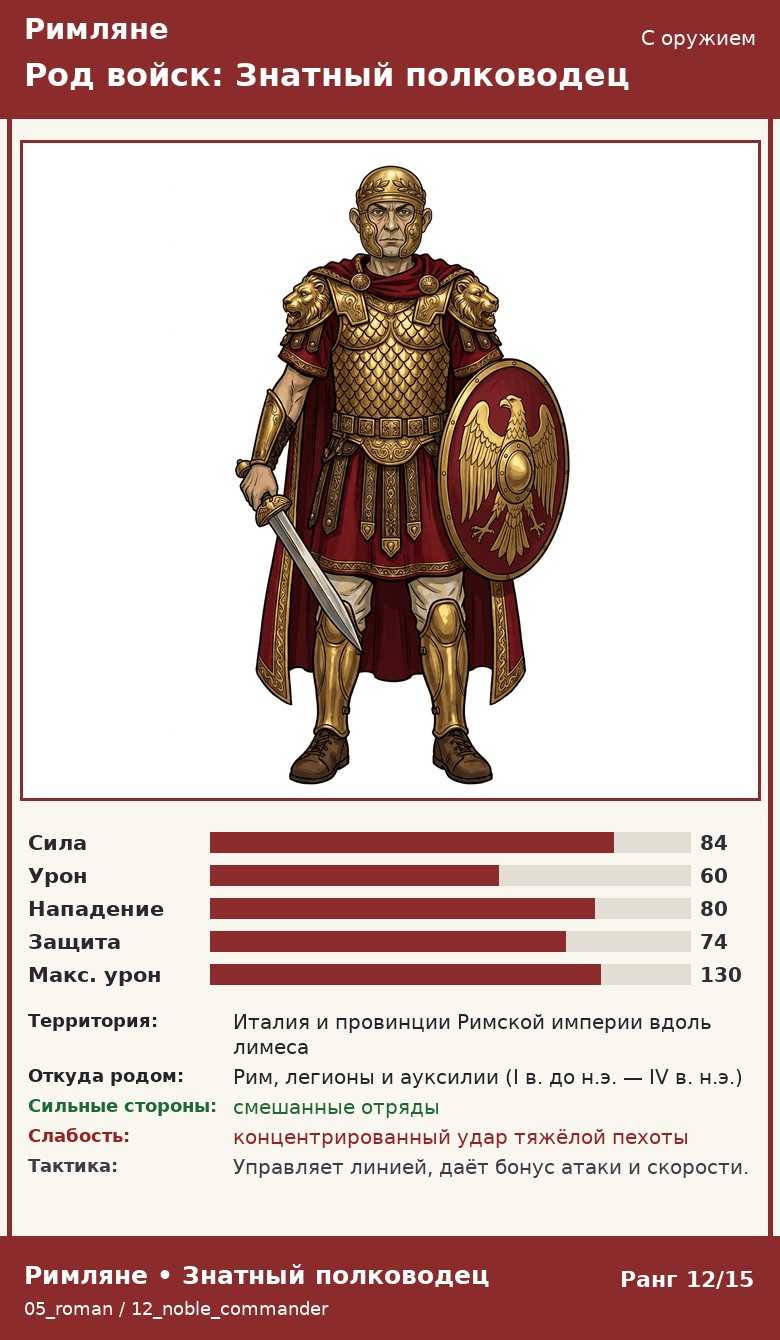 Римляне
С оружием
Род войск: Знатный полководец
Сила 84
Урон 60
Нападение 80
Защита 74
Макс. урон 130
Территория: Италия и провинции Римской империи вдоль
лимеса
Откуда родом: Рим, легионы и ауксилии (I в. до н.э. — IV в. н.э.)
Сильные стороны: смешанные отряды
Слабость: концентрированный удар тяжёлой пехоты
Тактика: Управляет линией, даёт бонус атаки и скорости.
Римляне • Знатный полководец
Ранг 12/15
05_roman / 12_noble_commander